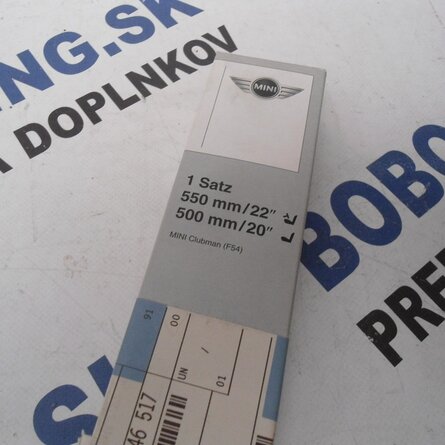 NG.SK
A DOPLNKOV
MINI
1 Satz
550 mm/22"
500 mm/20"
MINI Clubman (F54)
BOBO
PRE
91
00
UN /
01
46 517